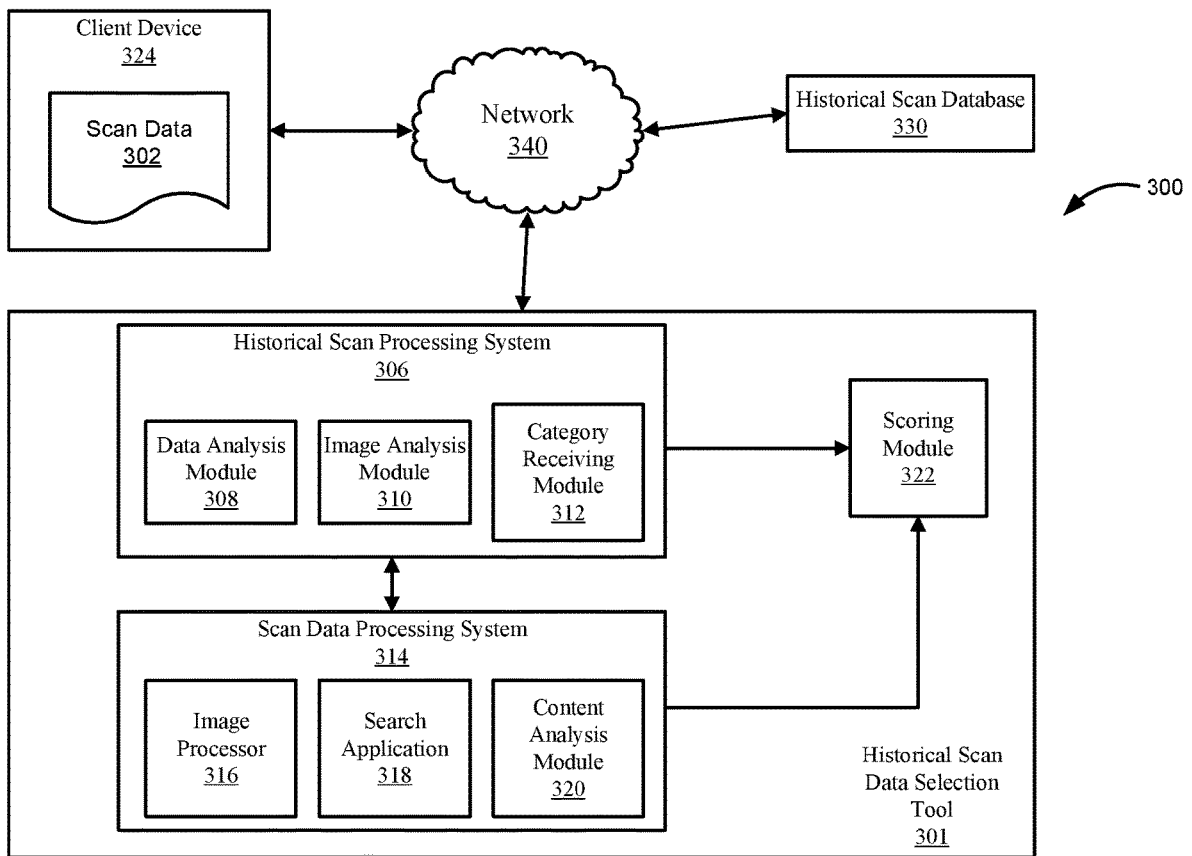 Client Device
324
Scan Data
302
Network
340
Historical Scan Database
330
300
Historical Scan Processing System
306
Data Analysis
Module
308
Image Analysis
Module
310
Category
Receiving
Module
312
Scoring
Module
322
Scan Data Processing System
314
Image
Processor
316
Search
Application
318
Content
Analysis
Module
320
Historical Scan
Data Selection
Tool
301